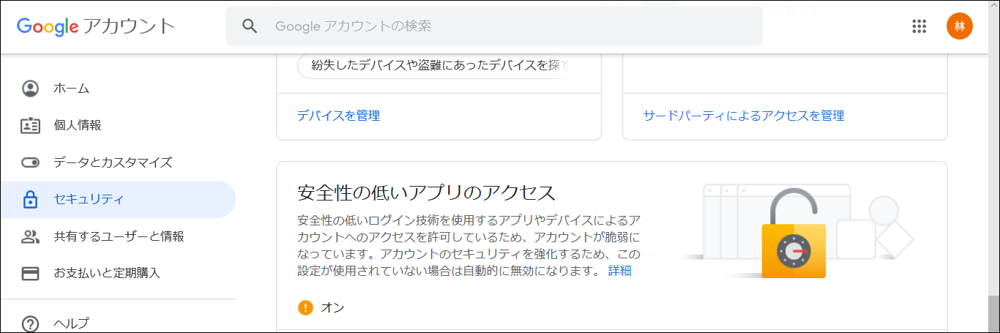 が可能です
Google アカウント
Google アカウントの検索
林
紛失したデバイスや盗難にあったデバイスを探す
ホーム
デバイスを管理
サードパーティによるアクセスを管理
個人情報
データとカスタマイズ
セキュリティ
共有するユーザーと情報
お支払いと定期購入
ヘルプ
安全性の低いアプリのアクセス
安全性の低いログイン技術を使用するアプリやデバイスによるア
カウントへのアクセスを許可しているため、アカウントが脆弱に
なっています。アカウントのセキュリティを強化するため、この
設定が使用されていない場合は自動的に無効になります。 詳細
オン